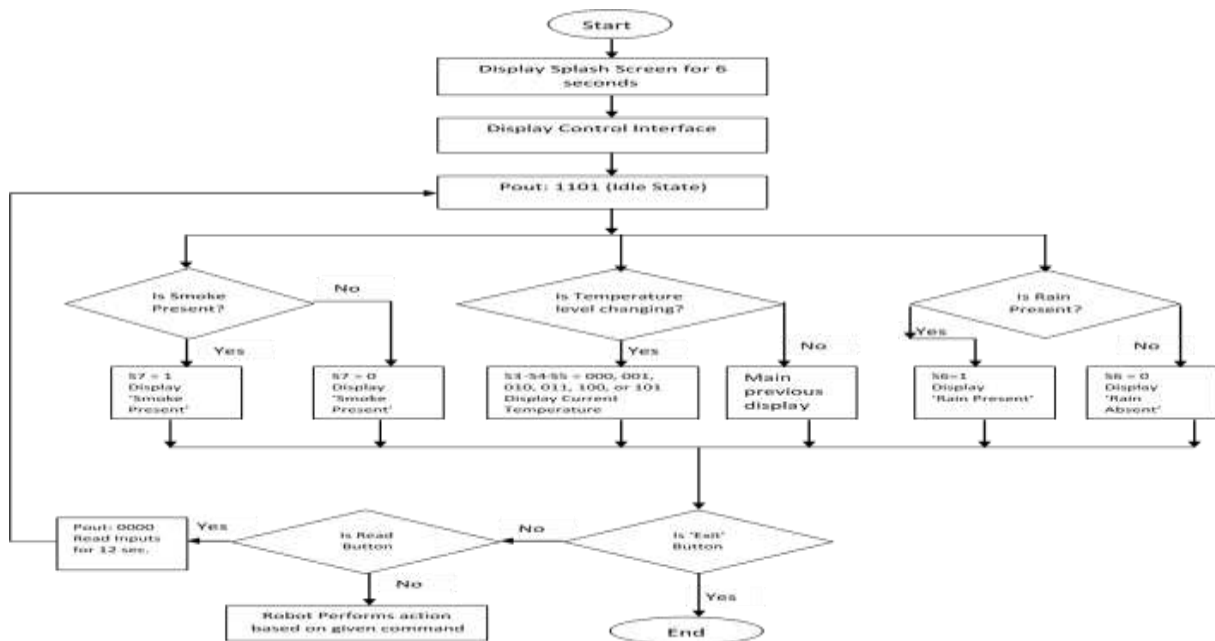 Start
Display Splash Screen for 6
seconds
Display Control Interface
Pout: 1101 (Idle State)
Is Smoke
Present?
No
Yes
Is Temperature
level changing?
Yes
No
Is Rain
Present?
Yes
No
S7 = 1
Display
'Smoke
Present'
S7 = 0
Display
'Smoke
Present'
S3-S4-S5 = 000, 001,
010, 011, 100, or 101
Display Current
Temperature
Main
previous
display
S6=1
Display
'Rain Present'
S6 = 0
Display
'Rain
Absent'
Pout: 0000
Read Inputs
for 12 sec.
Yes
Is Read
Button
No
Is 'Exit'
Button
No
Robot Performs action
based on given command
Yes
End